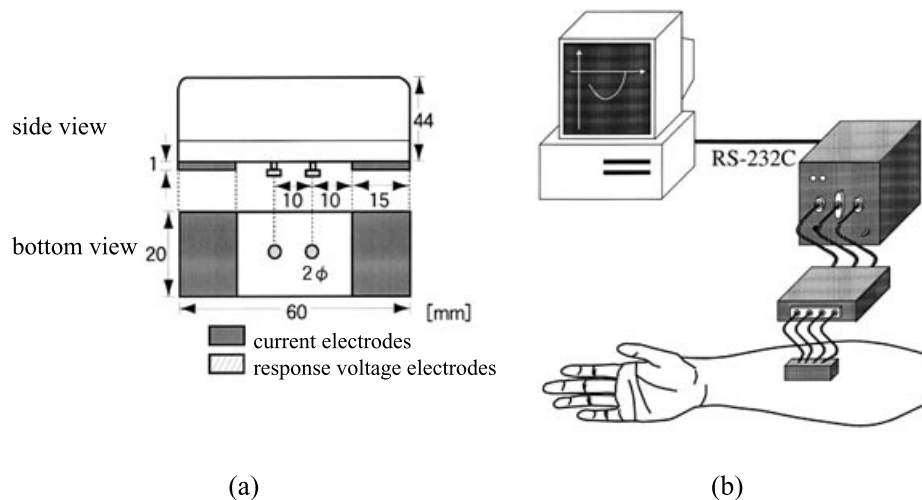 side view
44
1
10 10 15
bottom view
20
2ϕ
60 [mm]
current electrodes
response voltage electrodes
RS-232C
(a)
(b)